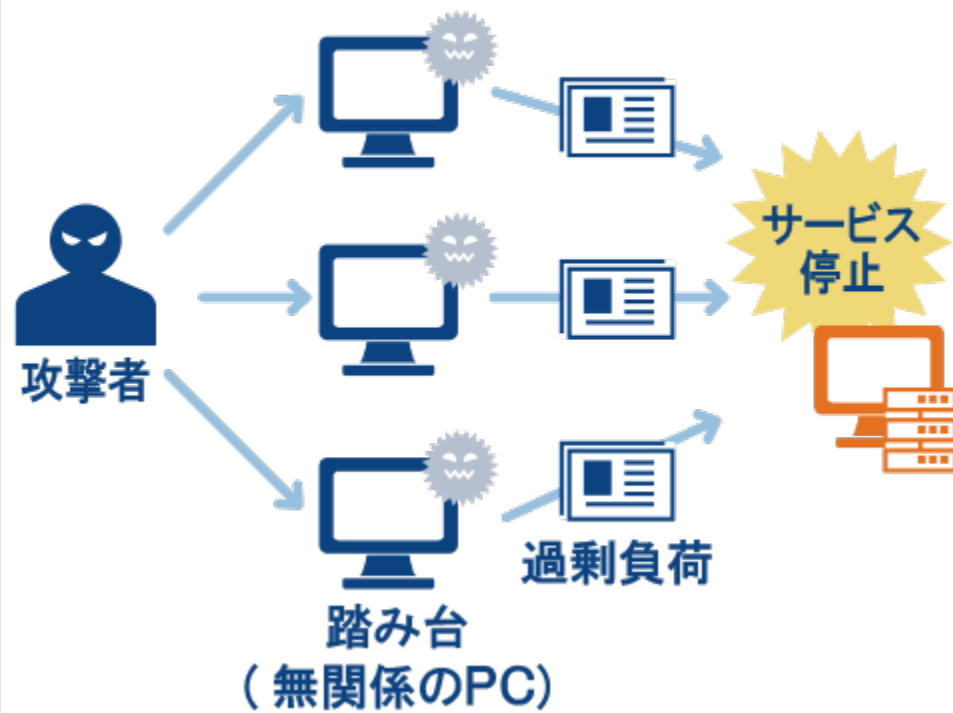 サービス
停止
攻撃者
過剰負荷
踏み台
( 無関係のPC)